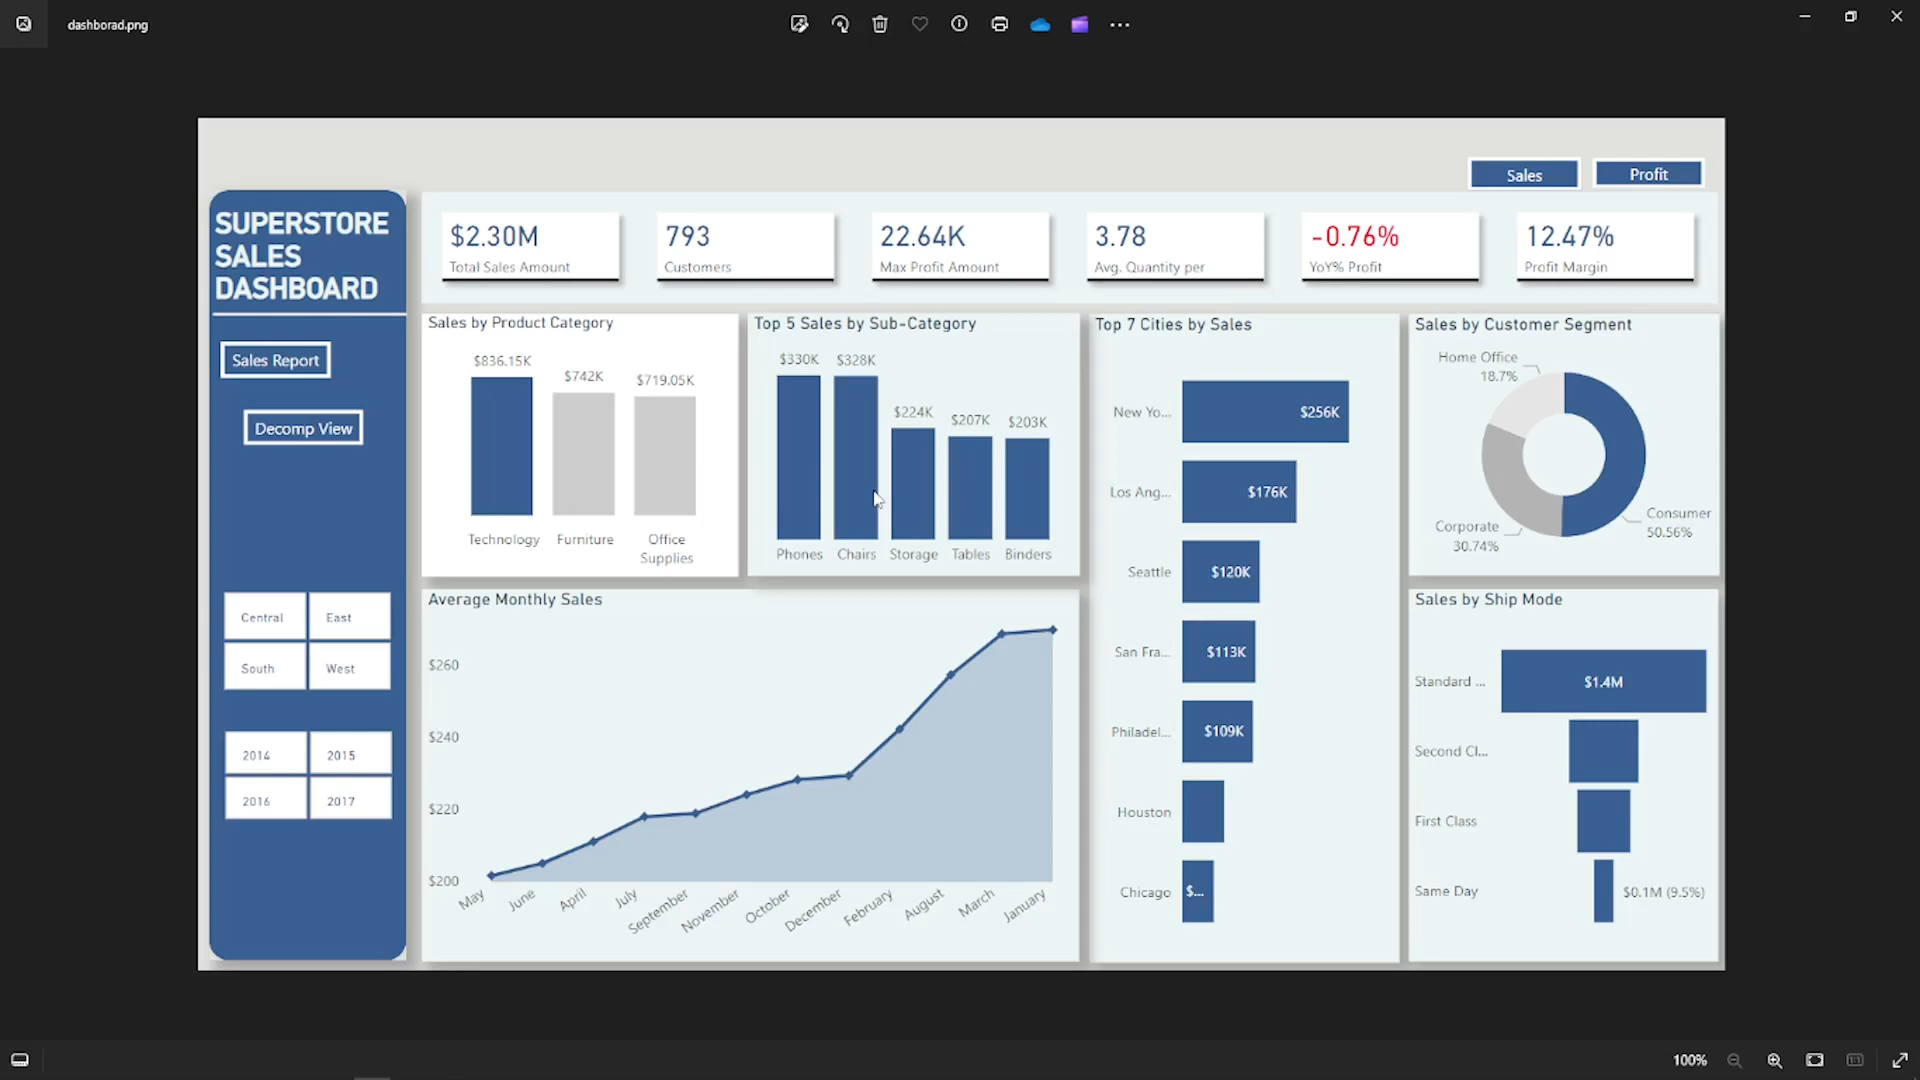 dashborad.png
Sales
Profit
SUPERSTORE
SALES
DASHBOARD
$2.30M
Total Sales Amount
793
Customers
22.64K
Max Profit Amount
3.78
Avg. Quantity per
-0.76%
YoY% Profit
12.47%
Profit Margin
Sales Report
Decomp View
Central
East
South
West
2014
2015
2016
2017
Sales by Product Category
$836.15K
$742K
$719.05K
Technology
Furniture
Office
Supplies
Top 5 Sales by Sub-Category
$330K
$328K
$224K
$207K
$203K
Phones
Chairs
Storage
Tables
Binders
Top 7 Cities by Sales
New Yo...
$256K
Los Ang...
$176K
Seattle
$120K
San Fra...
$113K
Philadel...
$109K
Houston
Chicago
$...
Sales by Customer Segment
Home Office
18.7%
Corporate
30.74%
Consumer
50.56%
Average Monthly Sales
$260
$240
$220
$200
May
June
April
July
September
November
October
December
February
August
March
January
Sales by Ship Mode
Standard ...
$1.4M
Second Cl...
First Class
Same Day
$0.1M (9.5%)
100%